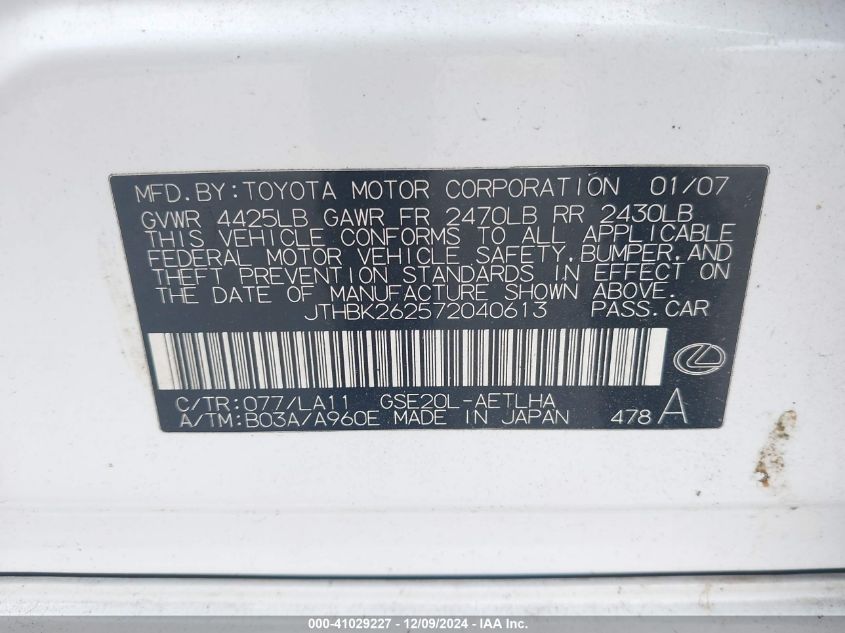 MFD.BY:TOYOTA MOTOR CORPORATION 01/07
GVWR 4425LB GAWR FR 2470LB RR 2430LB
THIS VEHICLE CONFORMS TO ALL APPLICABLE
FEDERAL MOTOR VEHICLE SAFETY,BUMPER,AND
THEFT PREVENTION STANDARDS IN EFFECT ON
THE DATE OF MANUFACTURE SHOWN ABOVE.
JTHBK262572040613 PASS.CAR
C/TR:077/LA11 GSE20L-AETLHA
A/TM:B03A/A960E MADE IN JAPAN 478 A
000-41029227 - 12/09/2024 - IAA Inc.